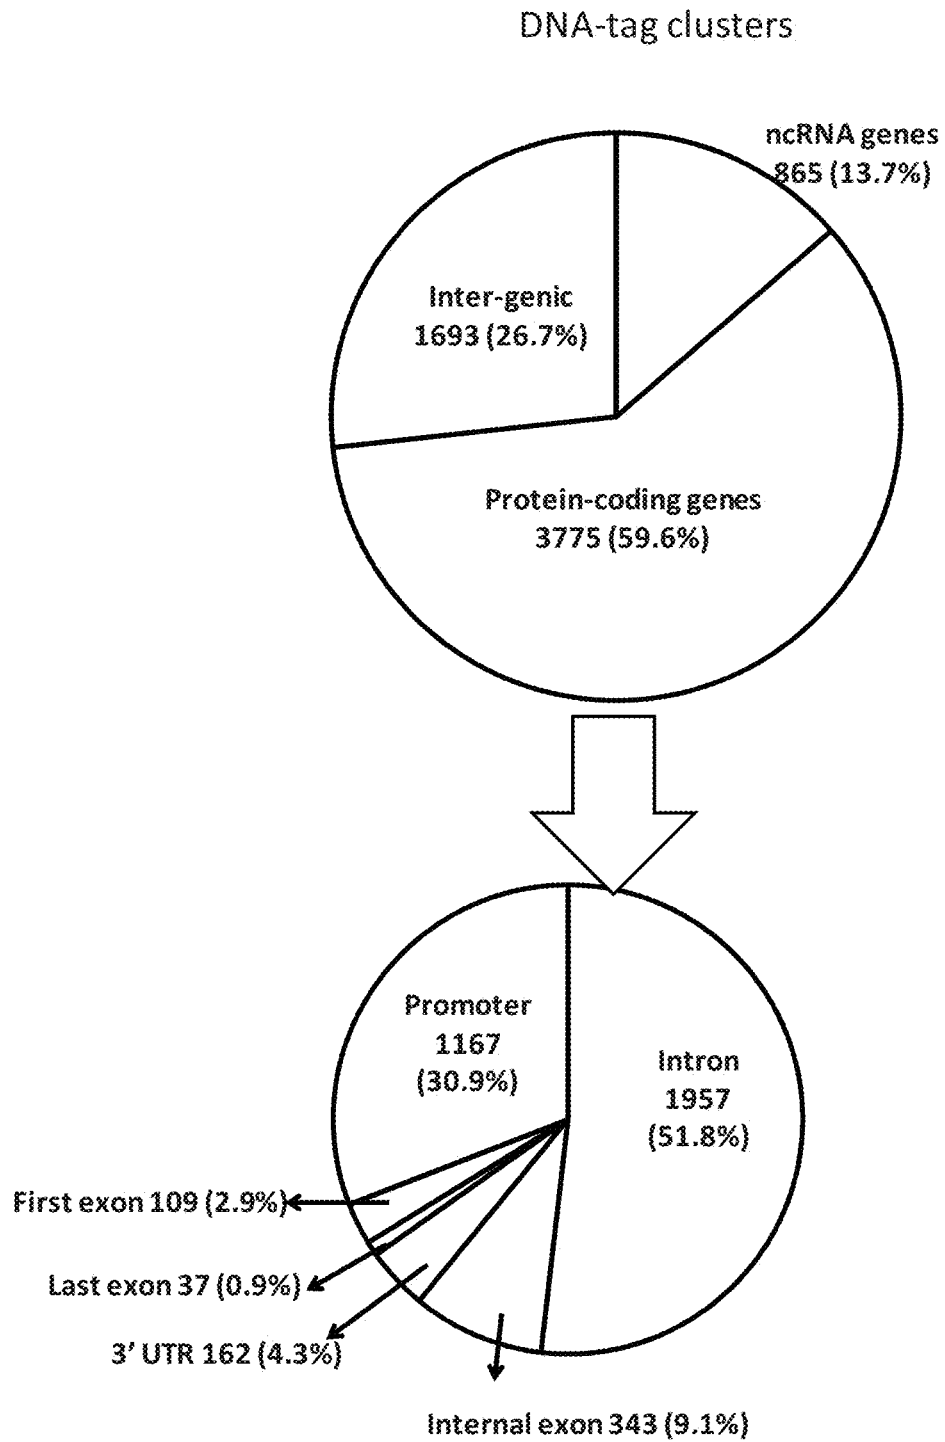 DNA-tag clusters
ncRNA genes
865 (13.7%)
Inter-genic
1693 (26.7%)
Protein-coding genes
3775 (59.6%)
Promoter
1167
(30.9%)
Intron
1957
(51.8%)
First exon 109 (2.9%)
Last exon 37 (0.9%)
3’ UTR 162 (4.3%)
Internal exon 343 (9.1%)